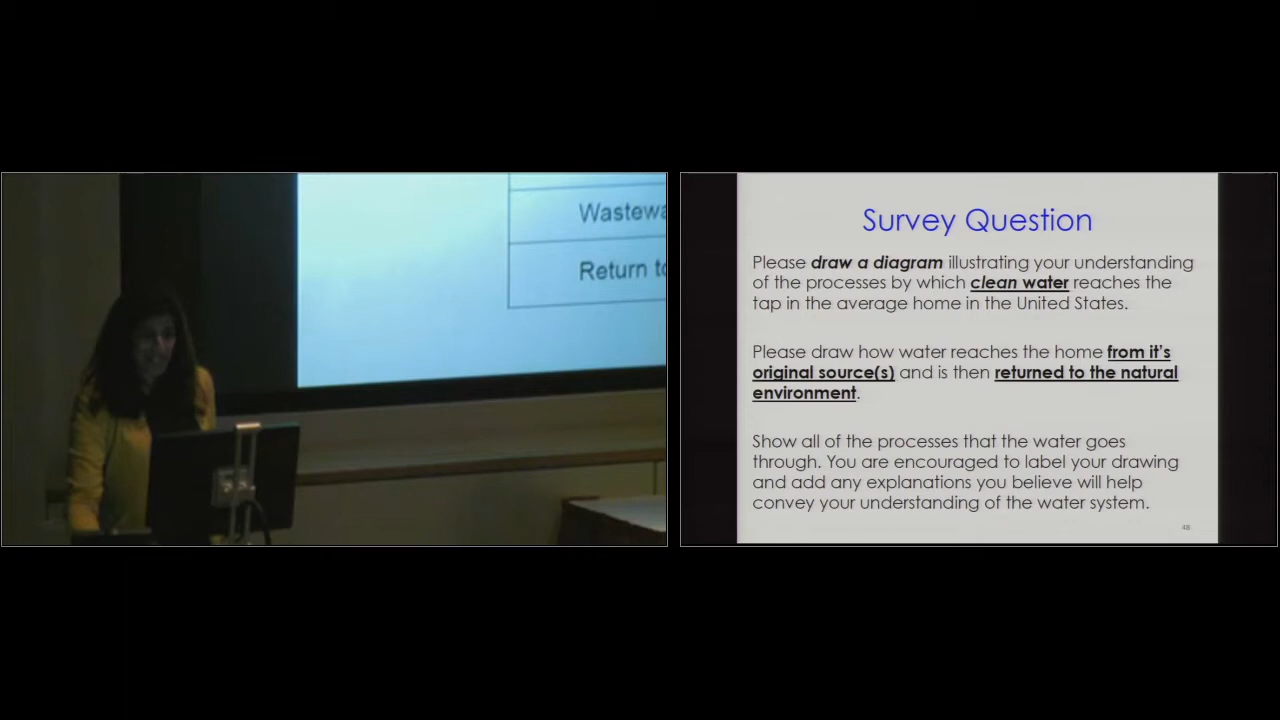 Wastewa
Return to
Survey Question
Please draw a diagram illustrating your understanding
of the processes by which clean water reaches the
tap in the average home in the United States.
Please draw how water reaches the home from it's
original source(s) and is then returned to the natural
environment.
Show all of the processes that the water goes
through. You are encouraged to label your drawing
and add any explanations you believe will help
convey your understanding of the water system.
48